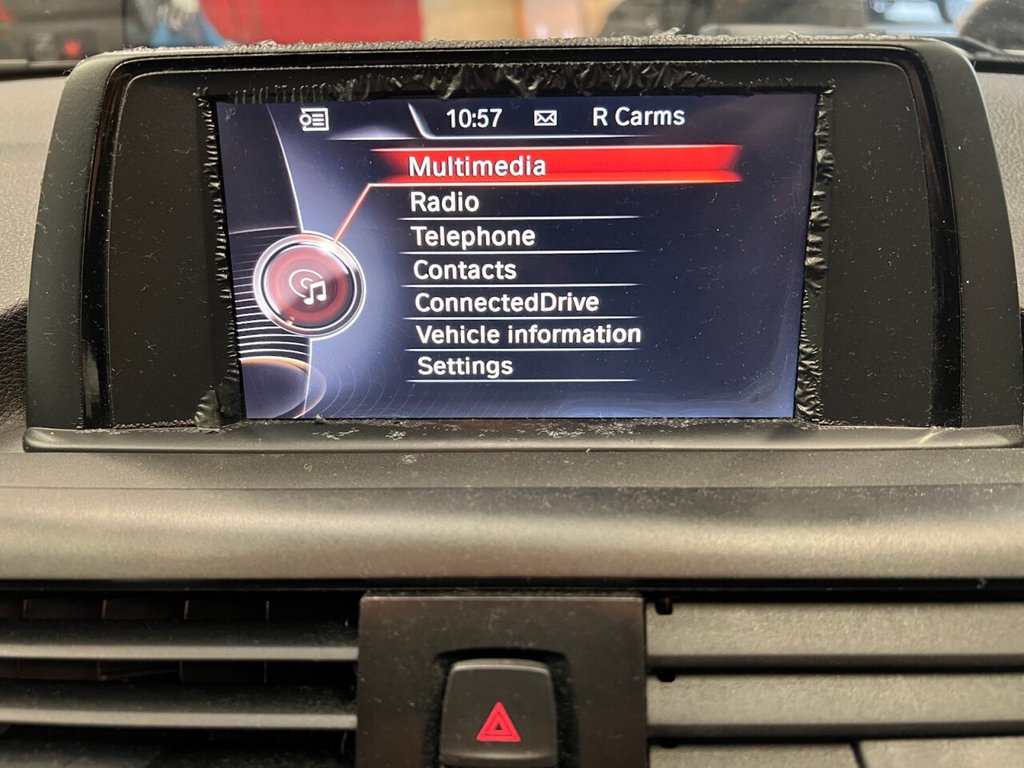 10:57 R Carms
Multimedia
Radio
Telephone
Contacts
ConnectedDrive
Vehicle information
Settings